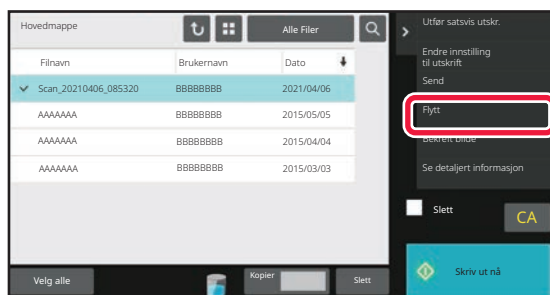 Hovedmappe
Alle Filer
Filnavn Brukernavn Dato
Scan_20210406_085320 BBBBBBBB 2021/04/06
AAAAAAA BBBBBBBB 2015/05/05
AAAAAAA BBBBBBBB 2015/04/04
AAAAAAA BBBBBBBB 2015/03/03
Velg alle
Kopier
Slett
Utfør satsvis utskr.
Endre innstilling
til utskrift
Send
Flytt
Bekreft bilde
Se detaljert informasjon
Slett
CA
Skriv ut nå